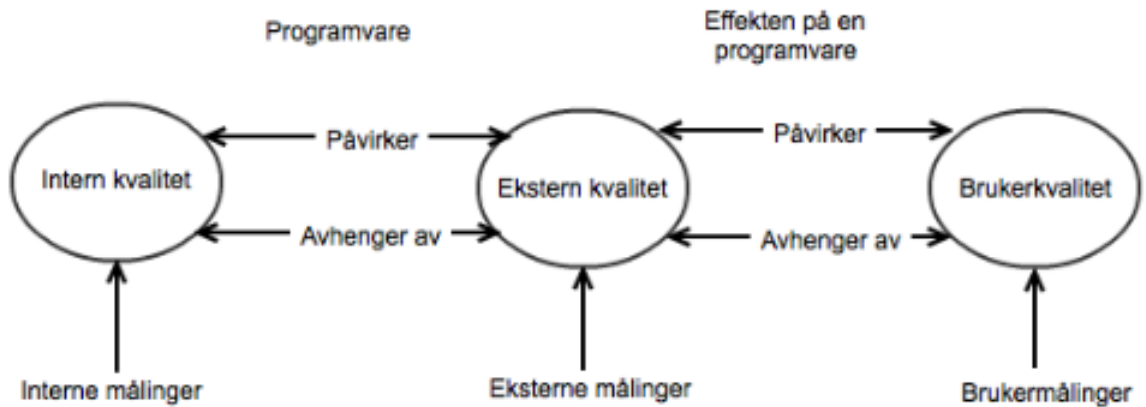 Programvare
Effekten på en
programvare
Påvirker
Påvirker
Intern kvalitet
Ekstern kvalitet
Brukerkvalitet
Avhenger av
Avhenger av
Interne målinger
Eksterne målinger
Brukermålinger